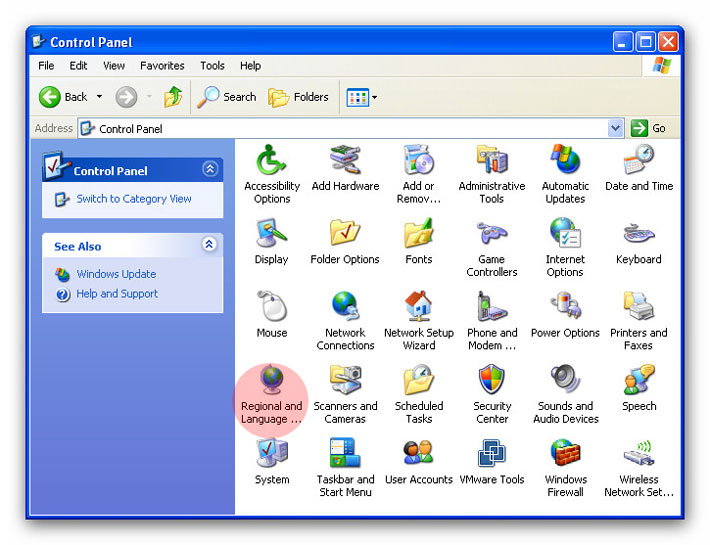 Control Panel
File Edit View Favorites Tools Help
Back Search Folders
Address Control Panel Go
Control Panel
Switch to Category View
See Also
Windows Update
Help and Support
Accessibility
Options
Add Hardware
Add or
Remov...
Administrative
Tools
Automatic
Updates
Date and Time
Display
Folder Options
Fonts
Game
Controllers
Internet
Options
Keyboard
Mouse
Network
Connections
Network Setup
Wizard
Phone and
Modem ...
Power Options
Printers and
Faxes
Regional and
Language ...
Scanners and
Cameras
Scheduled
Tasks
Security
Center
Sounds and
Audio Devices
Speech
System
Taskbar and
Start Menu
User Accounts
VMware Tools
Windows
Firewall
Wireless
Network Set...